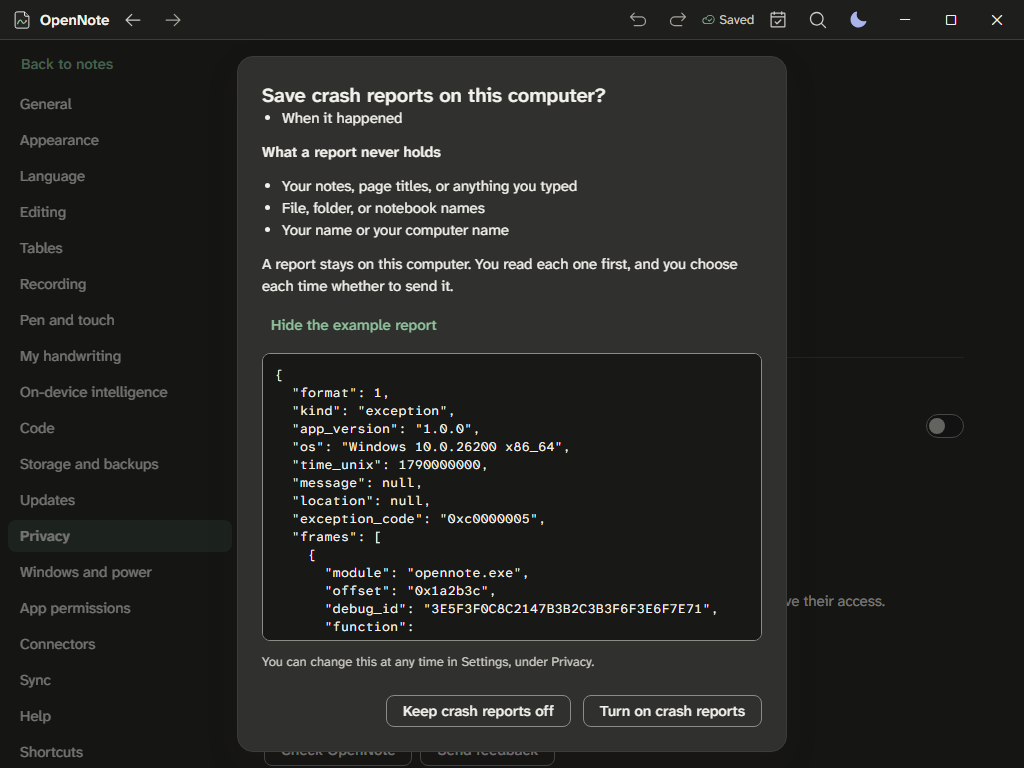 OpenNote
Saved
Back to notes
General
Appearance
Language
Editing
Tables
Recording
Pen and touch
My handwriting
On-device intelligence
Code
Storage and backups
Updates
Privacy
Windows and power
App permissions
Connectors
Sync
Help
Shortcuts
Save crash reports on this computer?
• When it happened
What a report never holds
• Your notes, page titles, or anything you typed
• File, folder, or notebook names
• Your name or your computer name
A report stays on this computer. You read each one first, and you choose
each time whether to send it.
Hide the example report
{
"format": 1,
"kind": "exception",
"app_version": "1.0.0",
"os": "Windows 10.0.26200 x86_64",
"time_unix": 1790000000,
"message": null,
"location": null,
"exception_code": "0xc0000005",
"frames": [
{
"module": "opennote.exe",
"offset": "0x1a2b3c",
"debug_id": "3E5F3F0C8C2147B3B2C3B3F6F3E6F7E71",
"function":
You can change this at any time in Settings, under Privacy.
Keep crash reports off
Turn on crash reports
their access.
Check OpenNote
Send feedback